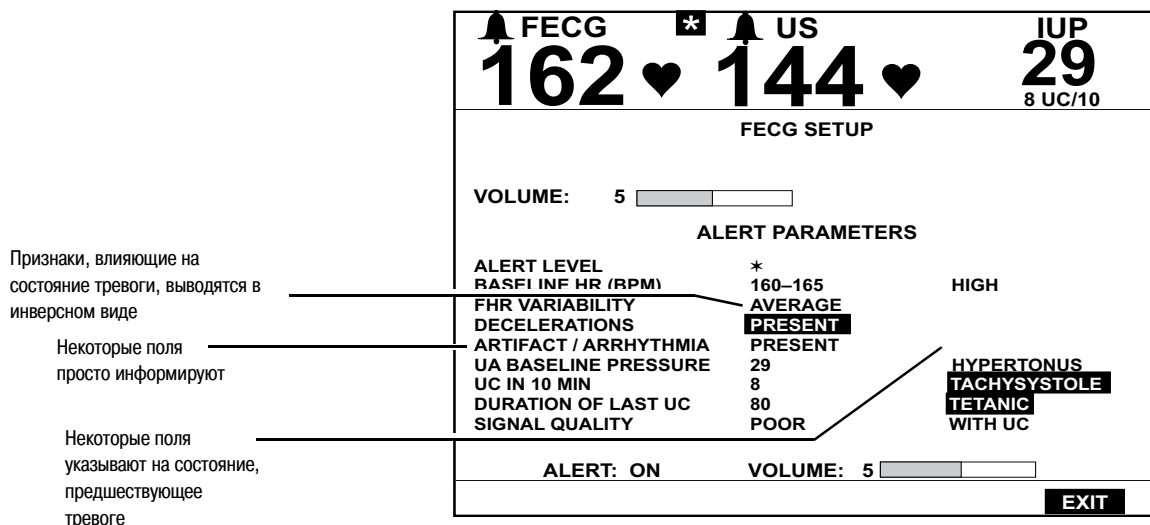 FECG * US IUP
162 144 29
8 UC/10
FECG SETUP
VOLUME: 5
ALERT PARAMETERS
ALERT LEVEL ✶
BASELINE HR (BPM) 160–165 HIGH
FHR VARIABILITY AVERAGE
DECELERATIONS PRESENT
ARTIFACT / ARRHYTHMIA PRESENT
UA BASELINE PRESSURE 29 HYPERTONUS
UC IN 10 MIN 8 TACHYSYSTOLE
DURATION OF LAST UC 80 TETANIC
SIGNAL QUALITY POOR WITH UC
ALERT: ON VOLUME: 5
EXIT
Признаки, влияющие на
состояние тревоги, выводятся в
инверсном виде
Некоторые поля
просто информируют
Некоторые поля
указывают на состояние,
предшествующее
тревоге